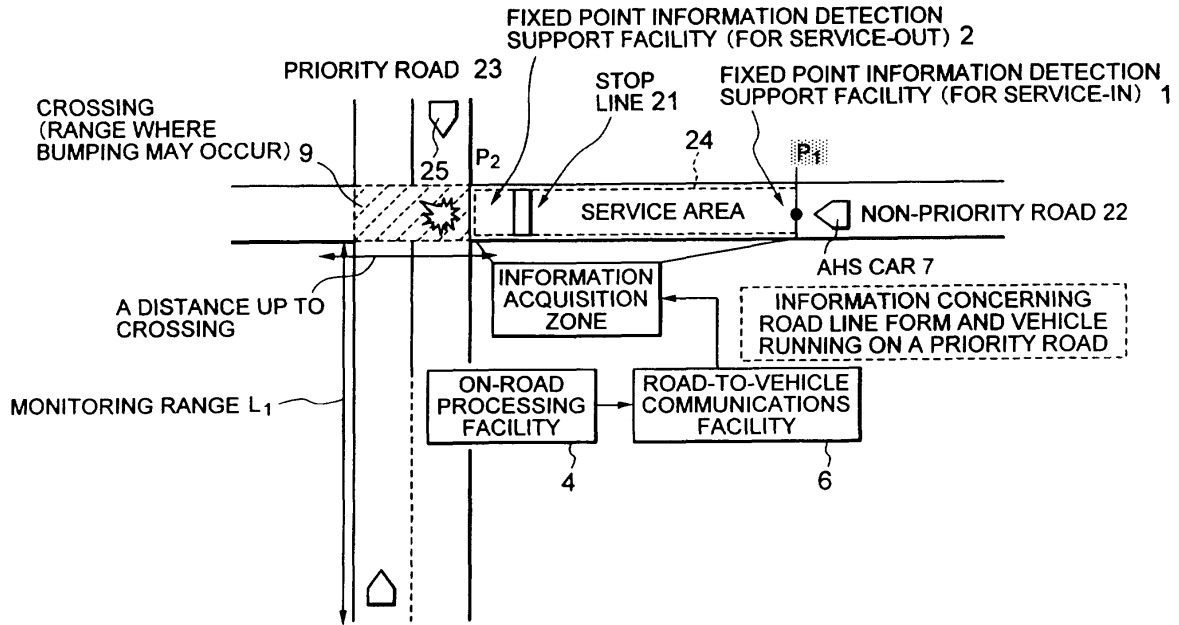 FIXED POINT INFORMATION DETECTION
SUPPORT FACILITY (FOR SERVICE-OUT) 2
PRIORITY ROAD 23
STOP
LINE 21
FIXED POINT INFORMATION DETECTION
SUPPORT FACILITY (FOR SERVICE-IN) 1
CROSSING
(RANGE WHERE
BUMPING MAY OCCUR) 9
25
P2
24
P1
SERVICE AREA
NON-PRIORITY ROAD 22
AHS CAR 7
A DISTANCE UP TO
CROSSING
INFORMATION
ACQUISITION
ZONE
INFORMATION CONCERNING
ROAD LINE FORM AND VEHICLE
RUNNING ON A PRIORITY ROAD
MONITORING RANGE L1
ON-ROAD
PROCESSING
FACILITY
ROAD-TO-VEHICLE
COMMUNICATIONS
FACILITY
4
6